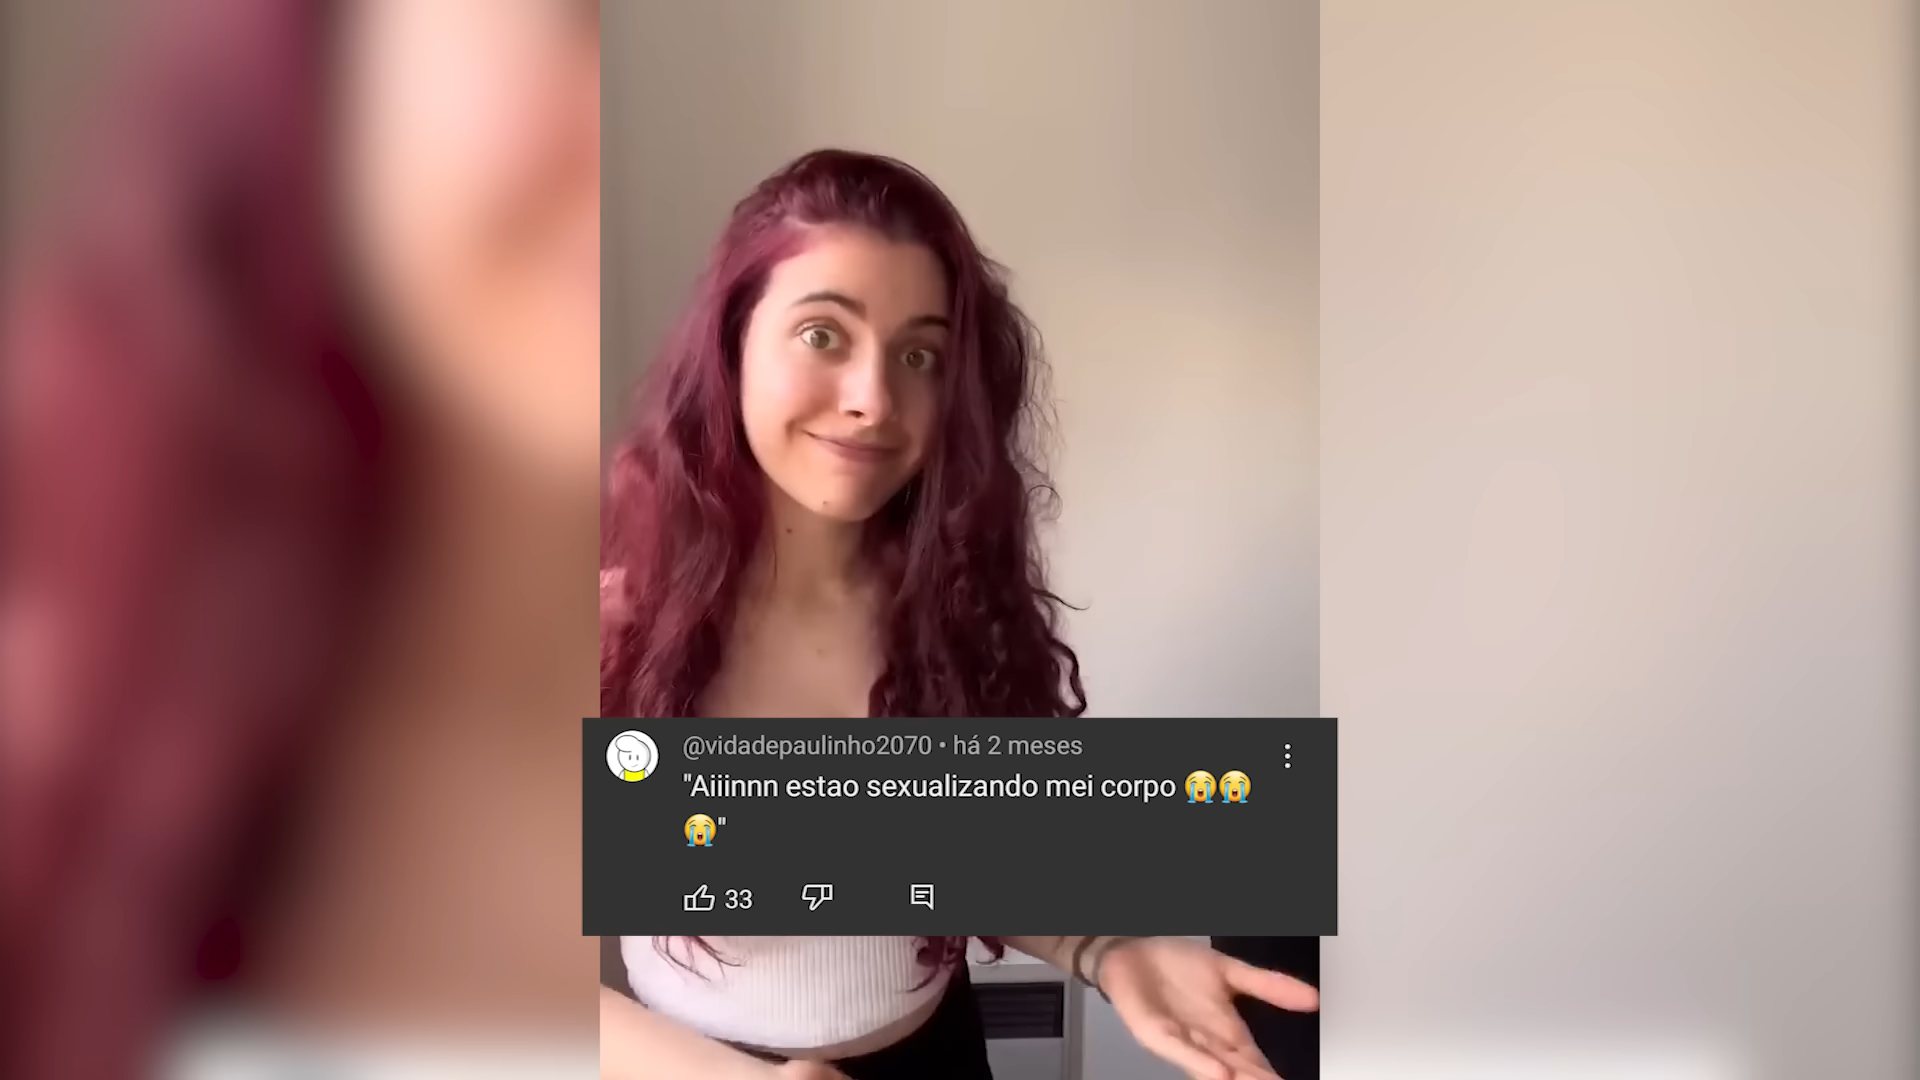 @vidadepaulinho2070 • há 2 meses
"Aiiinnn estao sexualizando mei corpo 😭😭
😭"
33